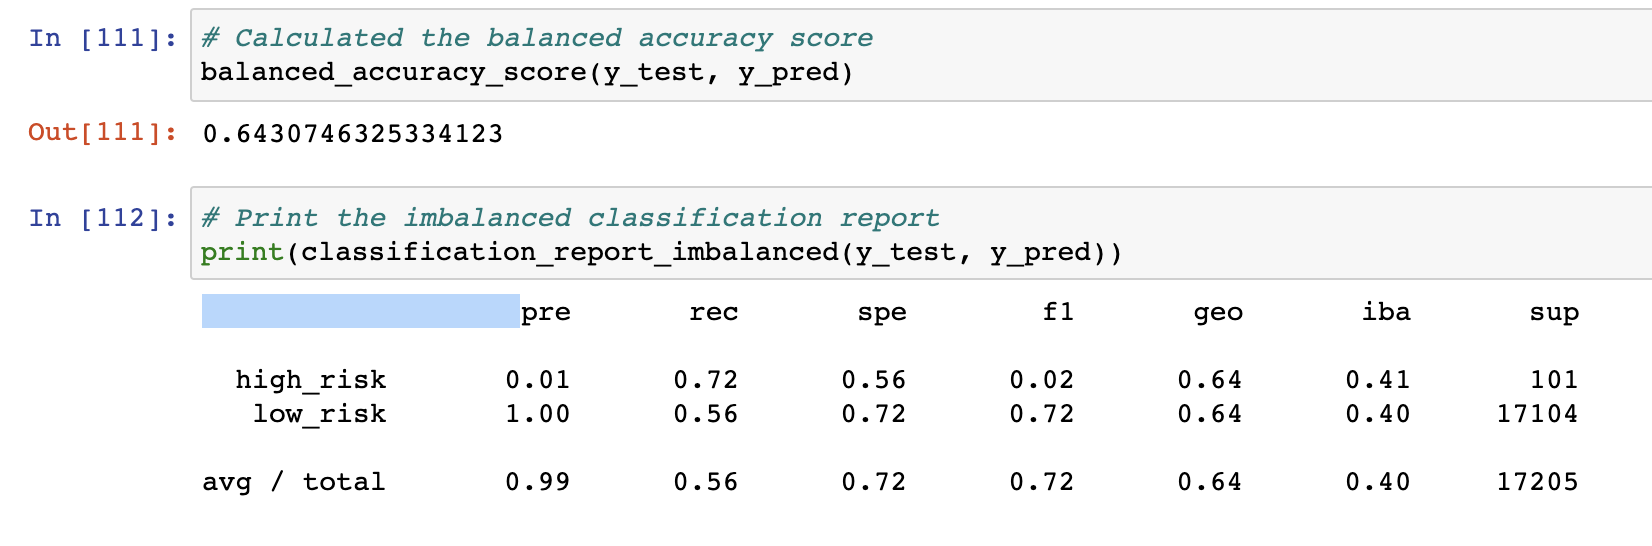 In [111]: # Calculated the balanced accuracy score
balanced_accuracy_score(y_test, y_pred)
Out[111]: 0.6430746325334123
In [112]: # Print the imbalanced classification report
print(classification_report_imbalanced(y_test, y_pred))
pre rec spe f1 geo iba sup
high_risk 0.01 0.72 0.56 0.02 0.64 0.41 101
low_risk 1.00 0.56 0.72 0.72 0.64 0.40 17104
avg / total 0.99 0.56 0.72 0.72 0.64 0.40 17205